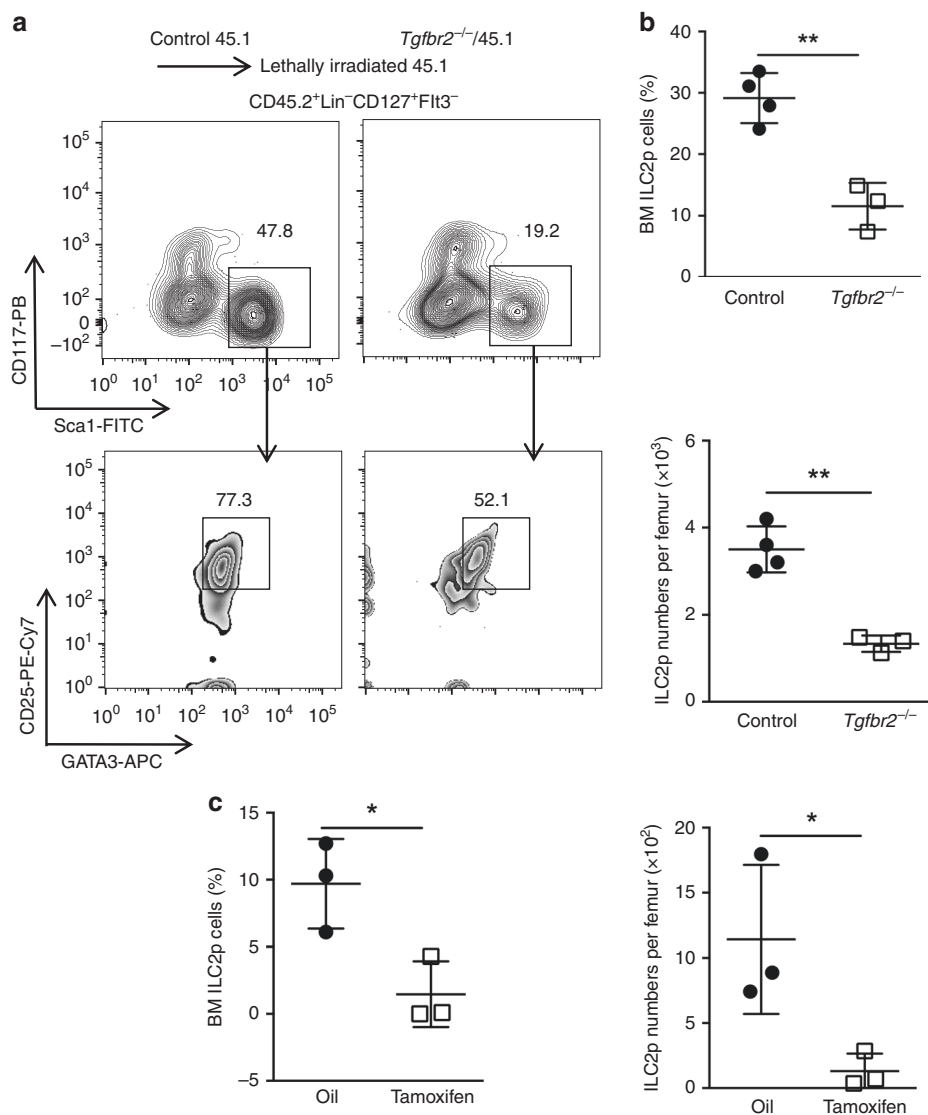 a
Control 45.1 Tgfbr2⁻/⁻/45.1
Lethally irradiated 45.1
CD45.2⁺Lin⁻CD127⁺Flt3⁻
10⁵
10⁴
10³
10²
0
−10²
47.8
19.2
CD117-PB
10⁰ 10¹ 10² 10³ 10⁴ 10⁵
10⁰ 10¹ 10² 10³ 10⁴ 10⁵
Sca1-FITC
10⁵
10⁴
10³
10²
10¹
10⁰
77.3
52.1
CD25-PE-Cy7
10⁰ 10¹ 10² 10³ 10⁴ 10⁵
10⁰ 10¹ 10² 10³ 10⁴ 10⁵
GATA3-APC
b
**
BM ILC2p cells (%)
40
30
20
10
0
Control Tgfbr2⁻/⁻
**
ILC2p numbers per femur (×10³)
6
4
2
0
Control Tgfbr2⁻/⁻
c
*
BM ILC2p cells (%)
15
10
5
0
−5
Oil Tamoxifen
*
ILC2p numbers per femur (×10²)
20
15
10
5
0
Oil Tamoxifen